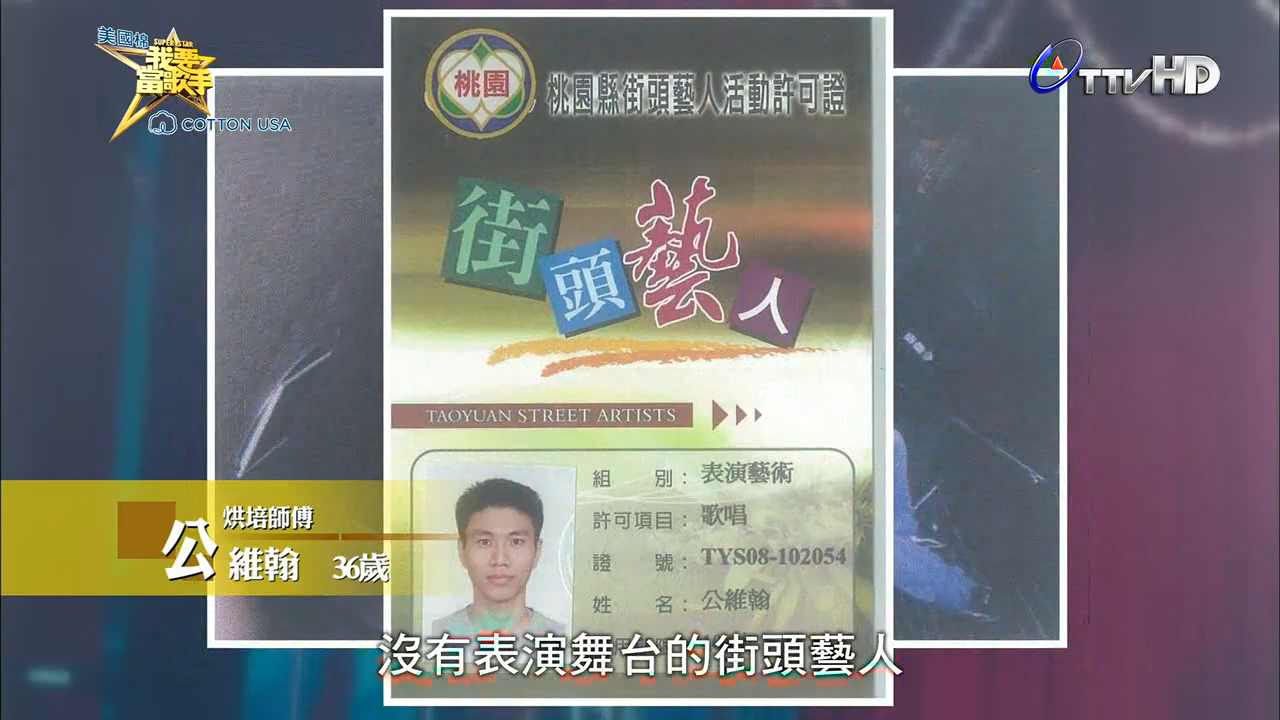 美國棉
SUPER STAR
我要
當歌手
COTTON USA
TTV HD
桃園
桃園縣街頭藝人活動許可證
街頭藝人
TAOYUAN STREET ARTISTS
組 別：表演藝術
許可項目：歌唱
證 號：TYS08-102054
姓 名：公維翰
烘培師傅
公維翰 36歲
沒有表演舞台的街頭藝人